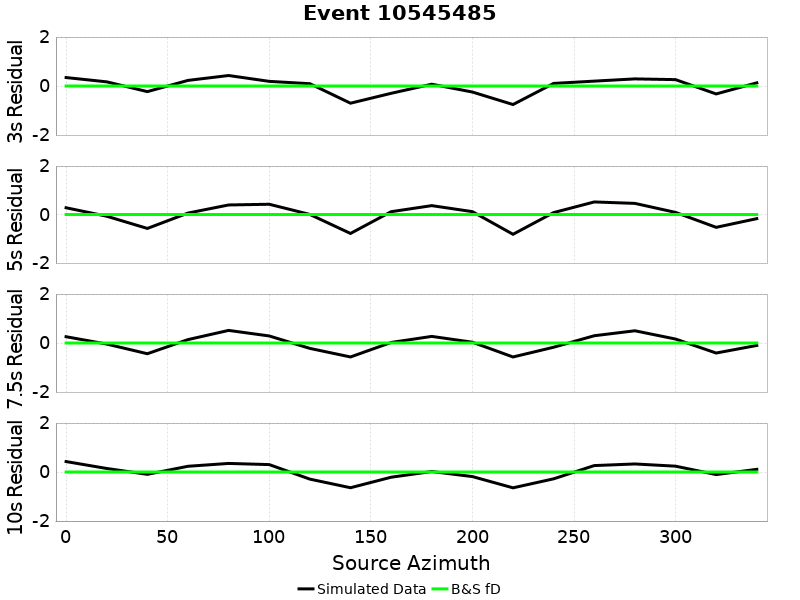 Event 10545485
3s Residual
2
0
-2
5s Residual
2
0
-2
7.5s Residual
2
0
-2
10s Residual
2
0
-2
0 50 100 150 200 250 300
Source Azimuth
Simulated Data B&S fD